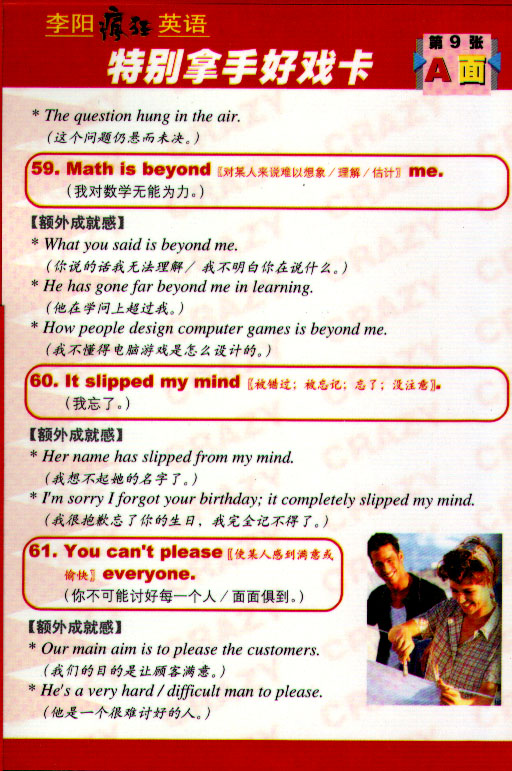 李阳疯狂英语
特别拿手好戏卡
第9张
A面
* The question hung in the air.
(这个问题仍悬而未决。)
59. Math is beyond〖对某人来说难以想象/理解/估计〗me.
(我对数学无能为力。)
【额外成就感】
* What you said is beyond me.
(你说的话我无法理解/ 我不明白你在说什么。)
* He has gone far beyond me in learning.
(他在学问上超过我。)
* How people design computer games is beyond me.
(我不懂得电脑游戏是怎么设计的。)
60. It slipped my mind〖被错过; 被忘记; 忘了; 没注意〗.
(我忘了。)
【额外成就感】
* Her name has slipped from my mind.
(我想不起她的名字了。)
* I'm sorry I forgot your birthday; it completely slipped my mind.
(我很抱歉忘了你的生日, 我完全记不得了。)
61. You can't please〖使某人感到满意或
愉快〗everyone.
(你不可能讨好每一个人/面面俱到。)
【额外成就感】
* Our main aim is to please the customers.
(我们的目的是让顾客满意。)
* He's a very hard / difficult man to please.
(他是一个很难讨好的人。)